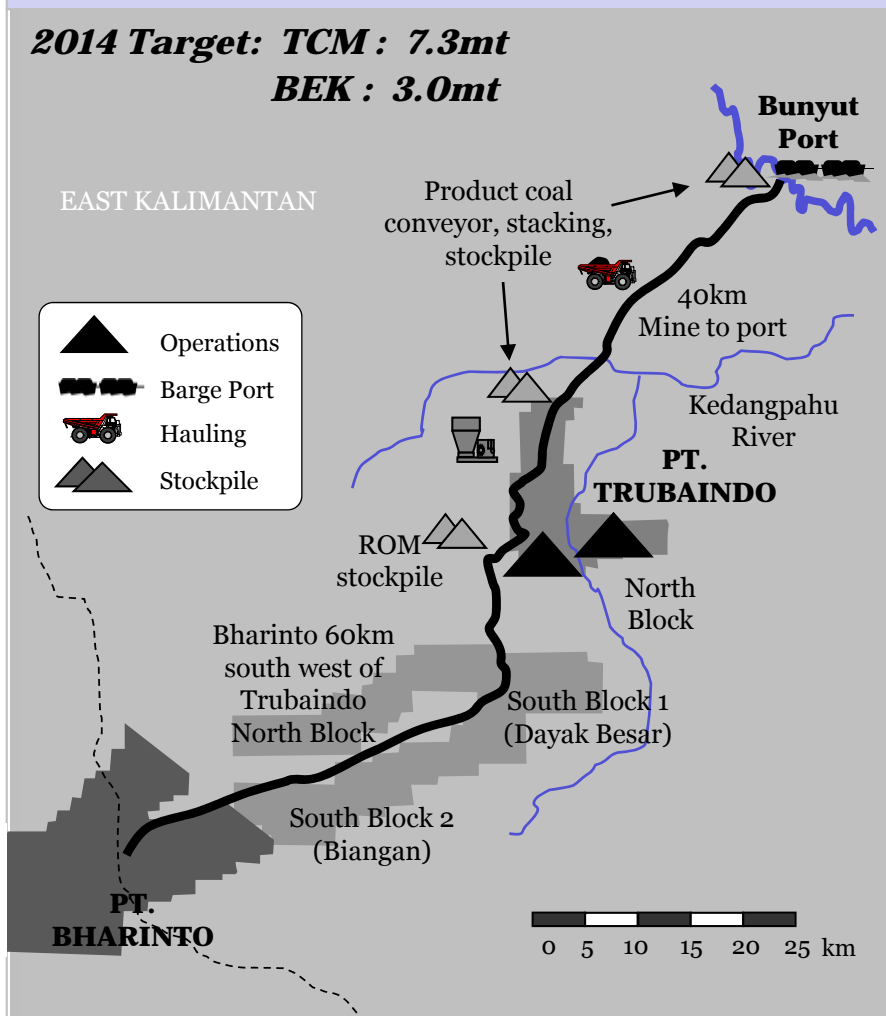 2014 Target: TCM : 7.3mt
BEK : 3.0mt
Bunyut
Port
EAST KALIMANTAN
Product coal
conveyor, stacking,
stockpile
40km
Mine to port
Operations
Barge Port
Hauling
Stockpile
Kedangpahu
River
PT.
TRUBAINDO
ROM
stockpile
North
Block
Bharinto 60km
south west of
Trubaindo
North Block
South Block 1
(Dayak Besar)
South Block 2
(Biangan)
PT.
BHARINTO
0 5 10 15 20 25 km